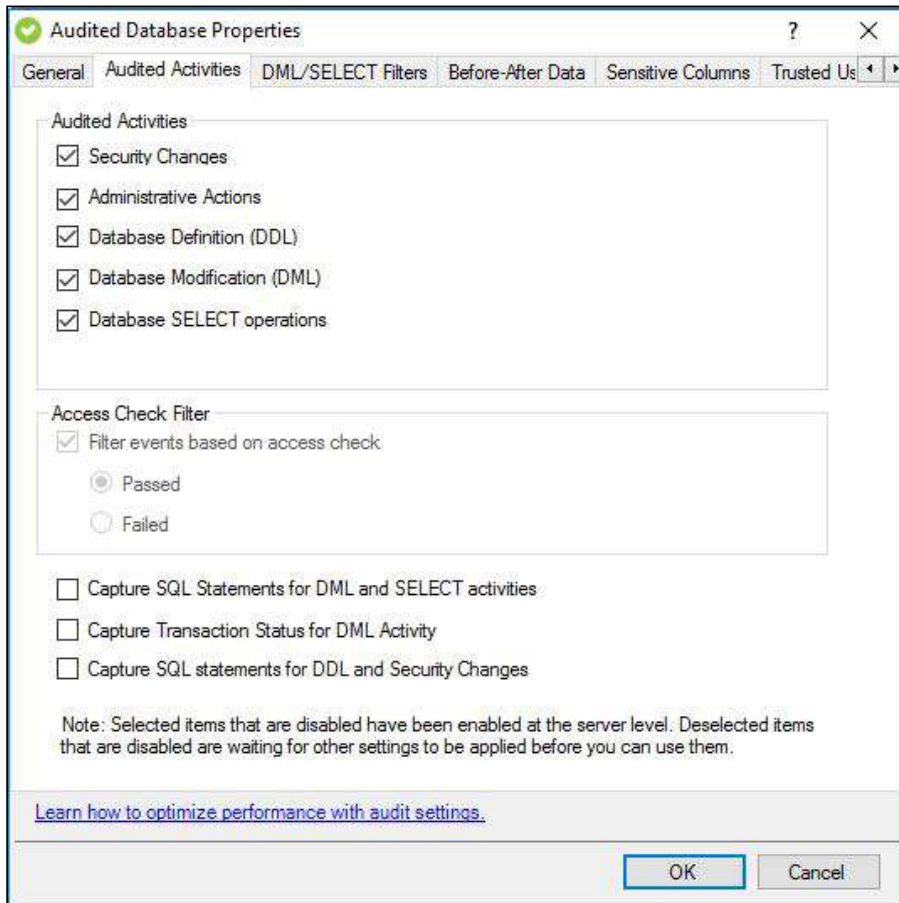 Audited Database Properties
?
General Audited Activities DML/SELECT Filters Before-After Data Sensitive Columns Trusted Us
Audited Activities
Security Changes
Administrative Actions
Database Definition (DDL)
Database Modification (DML)
Database SELECT operations
Access Check Filter
Filter events based on access check
Passed
Failed
Capture SQL Statements for DML and SELECT activities
Capture Transaction Status for DML Activity
Capture SQL statements for DDL and Security Changes
Note: Selected items that are disabled have been enabled at the server level. Deselected items
that are disabled are waiting for other settings to be applied before you can use them.
Learn how to optimize performance with audit settings.
OK Cancel